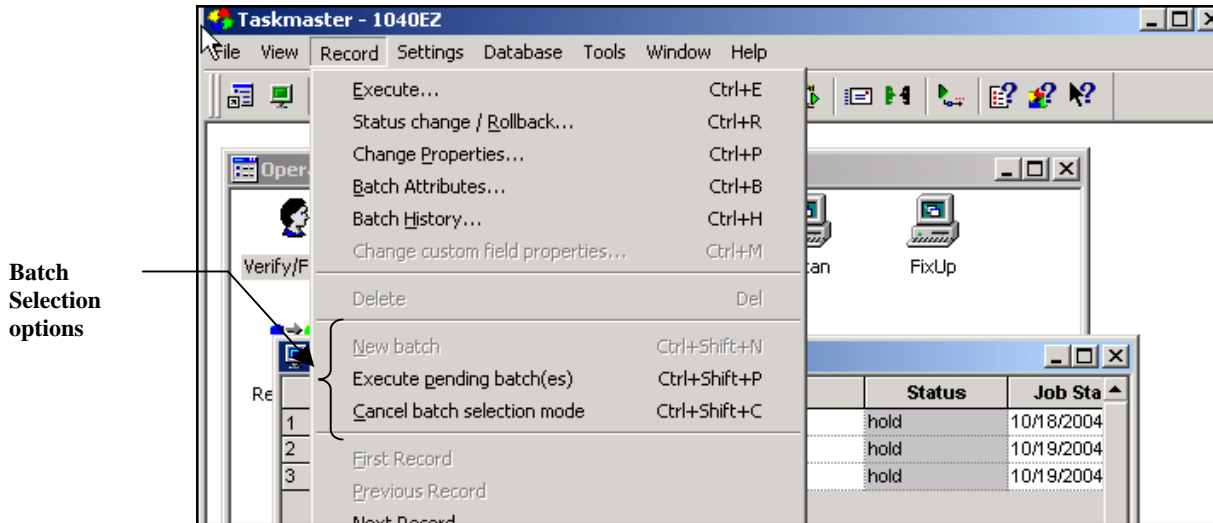 Taskmaster - 1040EZ
File View Record Settings Database Tools Window Help
Execute... Ctrl+E
Status change / Rollback... Ctrl+R
Change Properties... Ctrl+P
Batch Attributes... Ctrl+B
Batch History... Ctrl+H
Change custom field properties... Ctrl+M
Delete Del
New batch Ctrl+Shift+N
Execute pending batch(es) Ctrl+Shift+P
Cancel batch selection mode Ctrl+Shift+C
First Record
Previous Record
Next Record
Oper
Verify/F
can
FixUp
Batch
Selection
options
Re
Status Job Sta
1 hold 10/18/2004
2 hold 10/19/2004
3 hold 10/19/2004